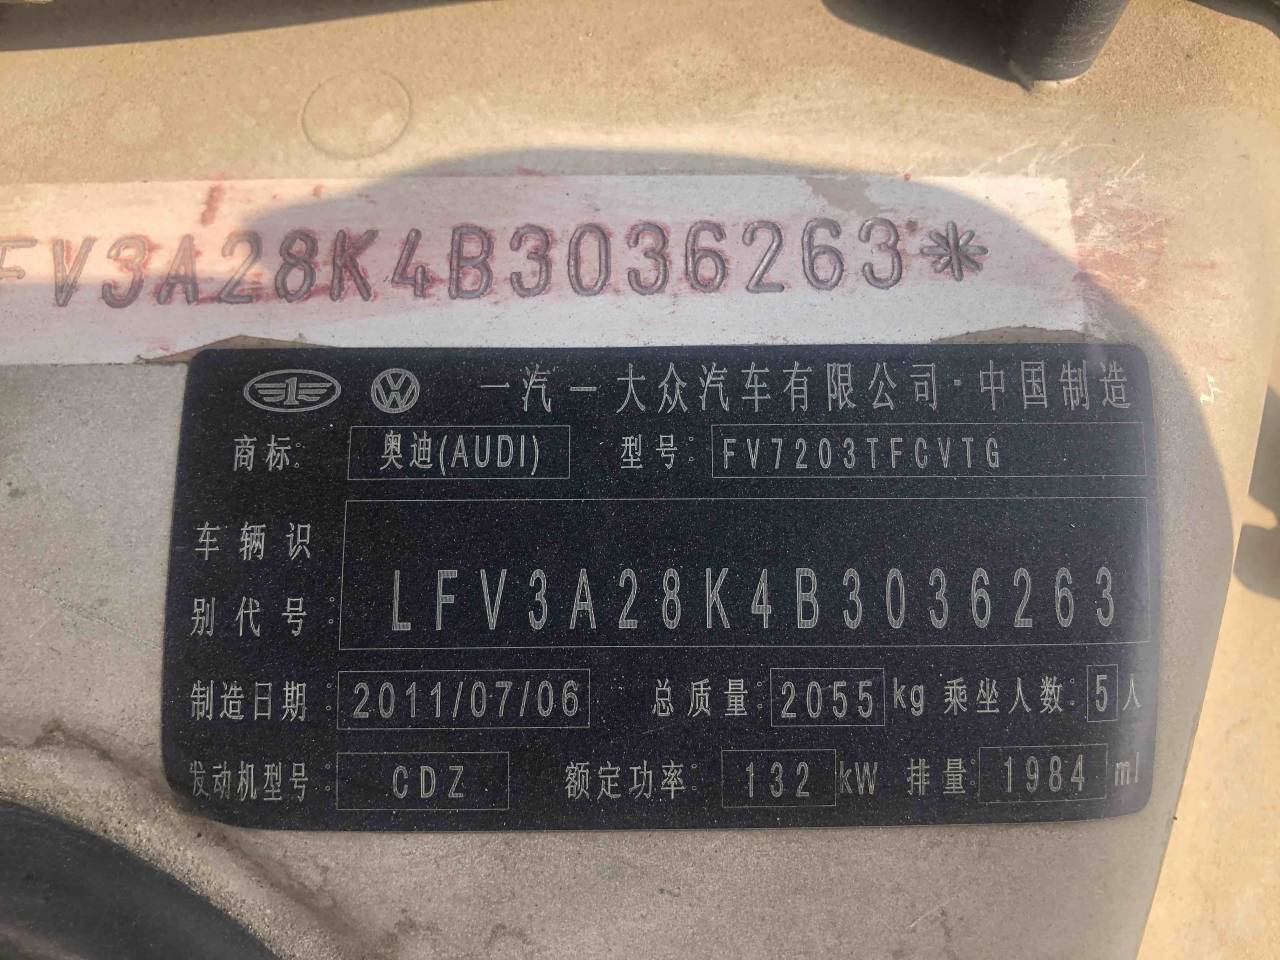 FV3A28K4B3036263*
一汽一大众汽车有限公司·中国制造
商标: 奥迪(AUDI) 型号: FV7203TFCVTG
车辆识
别代号: LFV3A28K4B3036263
制造日期: 2011/07/06 总质量: 2055 kg 乘坐人数: 5 人
发动机型号: CDZ 额定功率: 132 kW 排量: 1984 ml